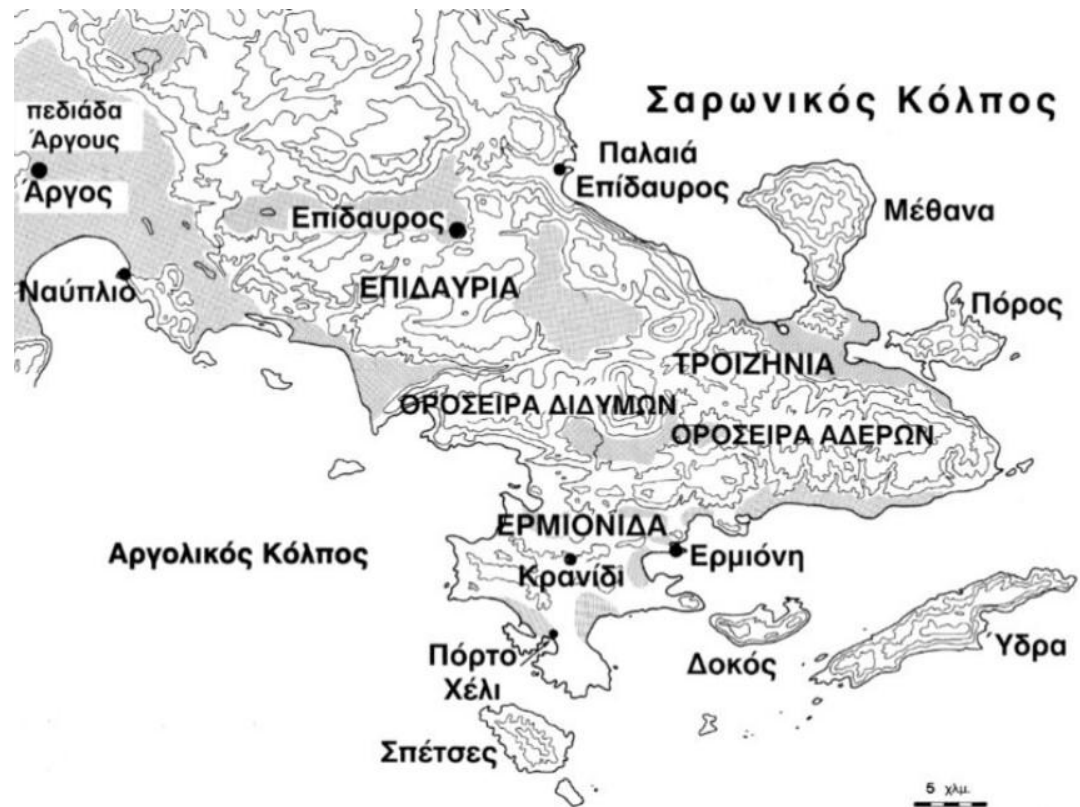 Σαρωνικός Κόλπος
πεδιάδα
Άργους
Άργος
Παλαιά
Επίδαυρος
Μέθανα
Επίδαυρος
Ναύπλιο
ΕΠΙΔΑΥΡΙΑ
Πόρος
ΤΡΟΙΖΗΝΙΑ
ΟΡΟΣΕΙΡΑ ΔΙΔΥΜΩΝ
ΟΡΟΣΕΙΡΑ ΑΔΕΡΩΝ
ΕΡΜΙΟΝΙΔΑ
Αργολικός Κόλπος
Ερμιόνη
Κρανίδι
Πόρτο
Χέλι
Δοκός
Ύδρα
Σπέτσες
5 χλμ.